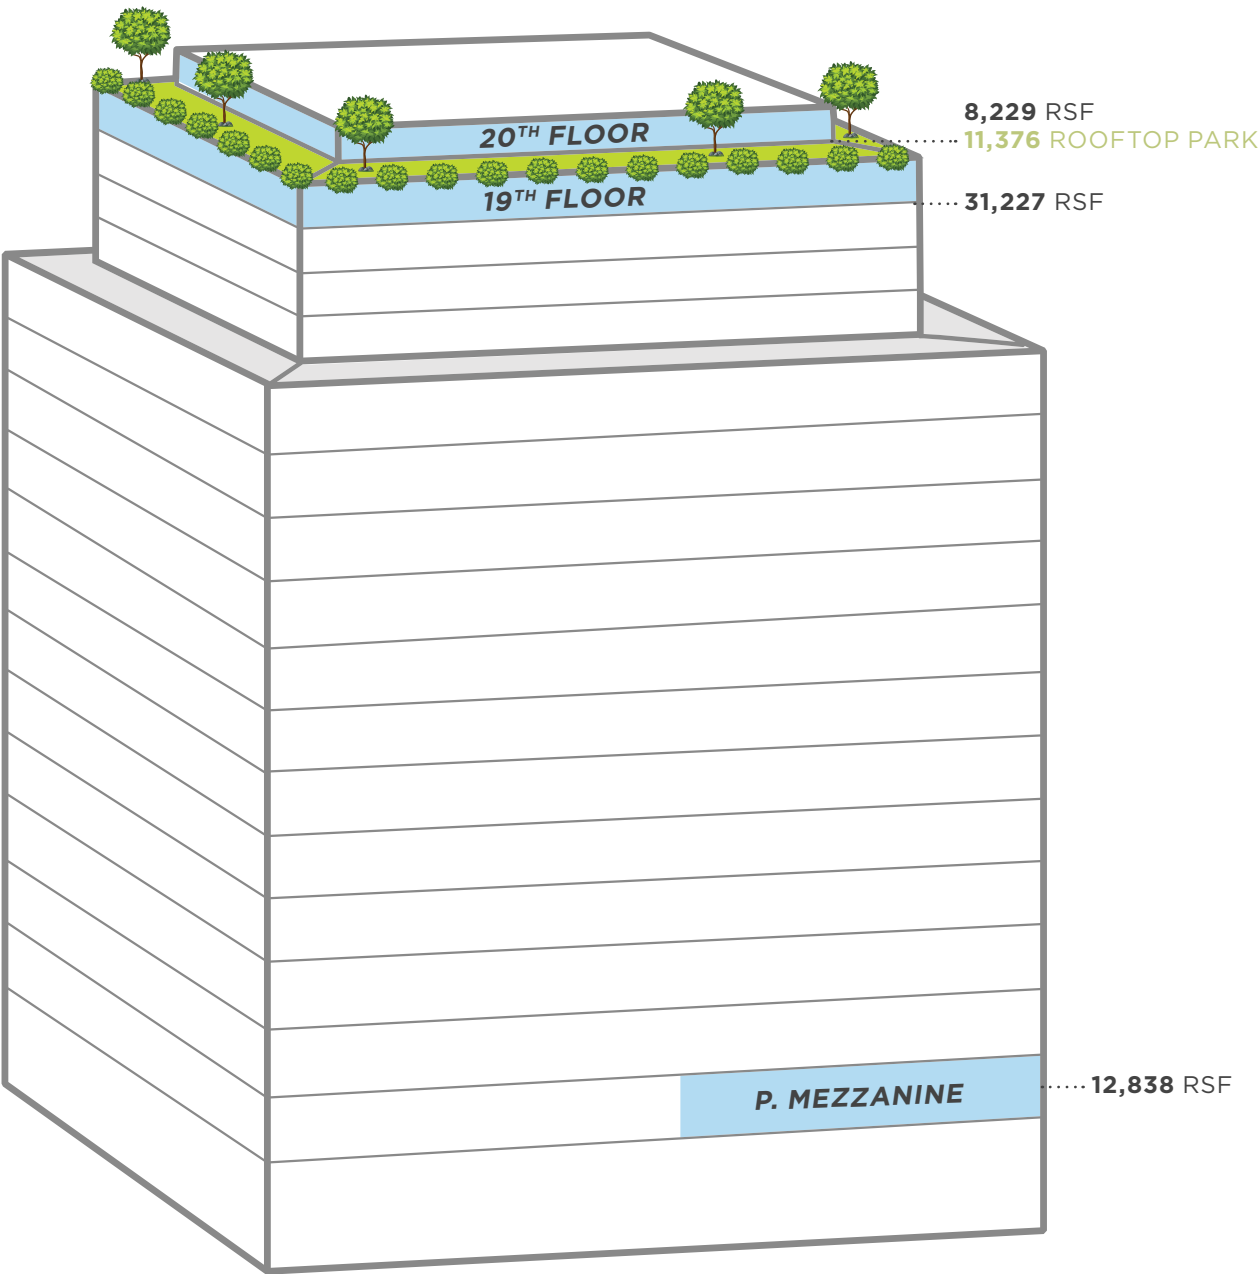 8,229 RSF
20TH FLOOR
11,376 ROOFTOP PARK
19TH FLOOR
31,227 RSF
P. MEZZANINE
12,838 RSF